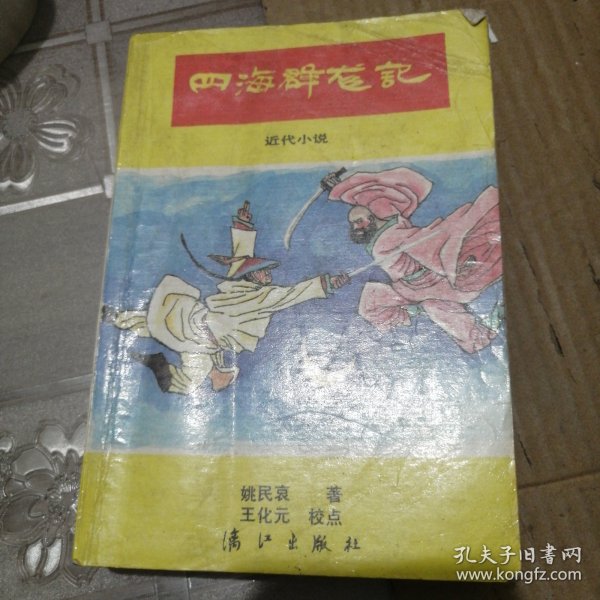 四海群龙記
近代小说
姚民哀 著
王化元 校点
漓江出版社
孔夫子旧书网
www.kongfz.com